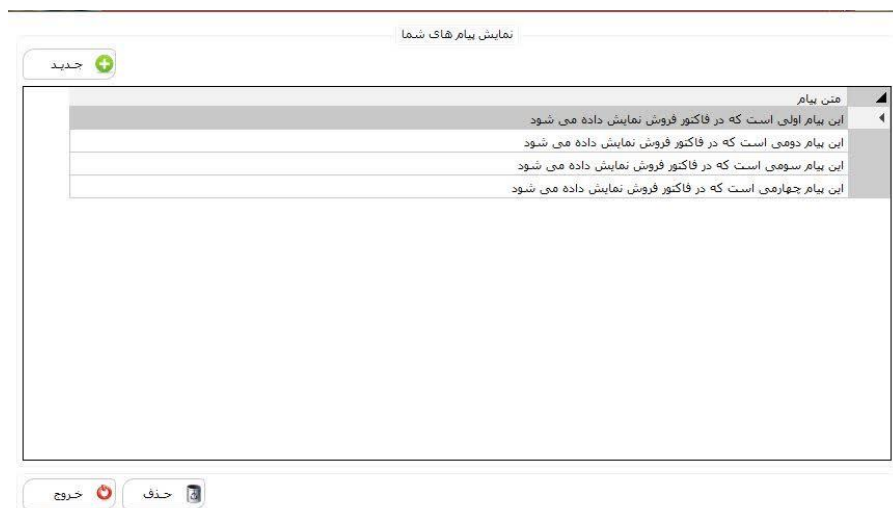 نمایش پیام های شما
جدید
متن پیام
این پیام اولی است که در فاکتور فروش نمایش داده می شود
این پیام دومی است که در فاکتور فروش نمایش داده می شود
این پیام سومی است که در فاکتور فروش نمایش داده می شود
این پیام چهارمی است که در فاکتور فروش نمایش داده می شود
حذف
خروج